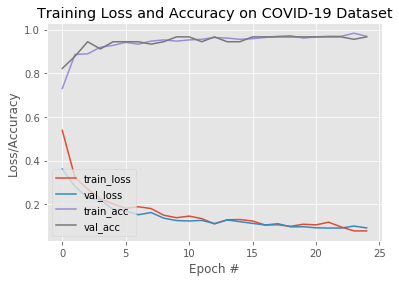 Training Loss and Accuracy on COVID-19 Dataset
Loss/Accuracy
1.0
0.8
0.6
0.4
0.2
train_loss
val_loss
train_acc
val_acc
0
5
10
15
20
25
Epoch #